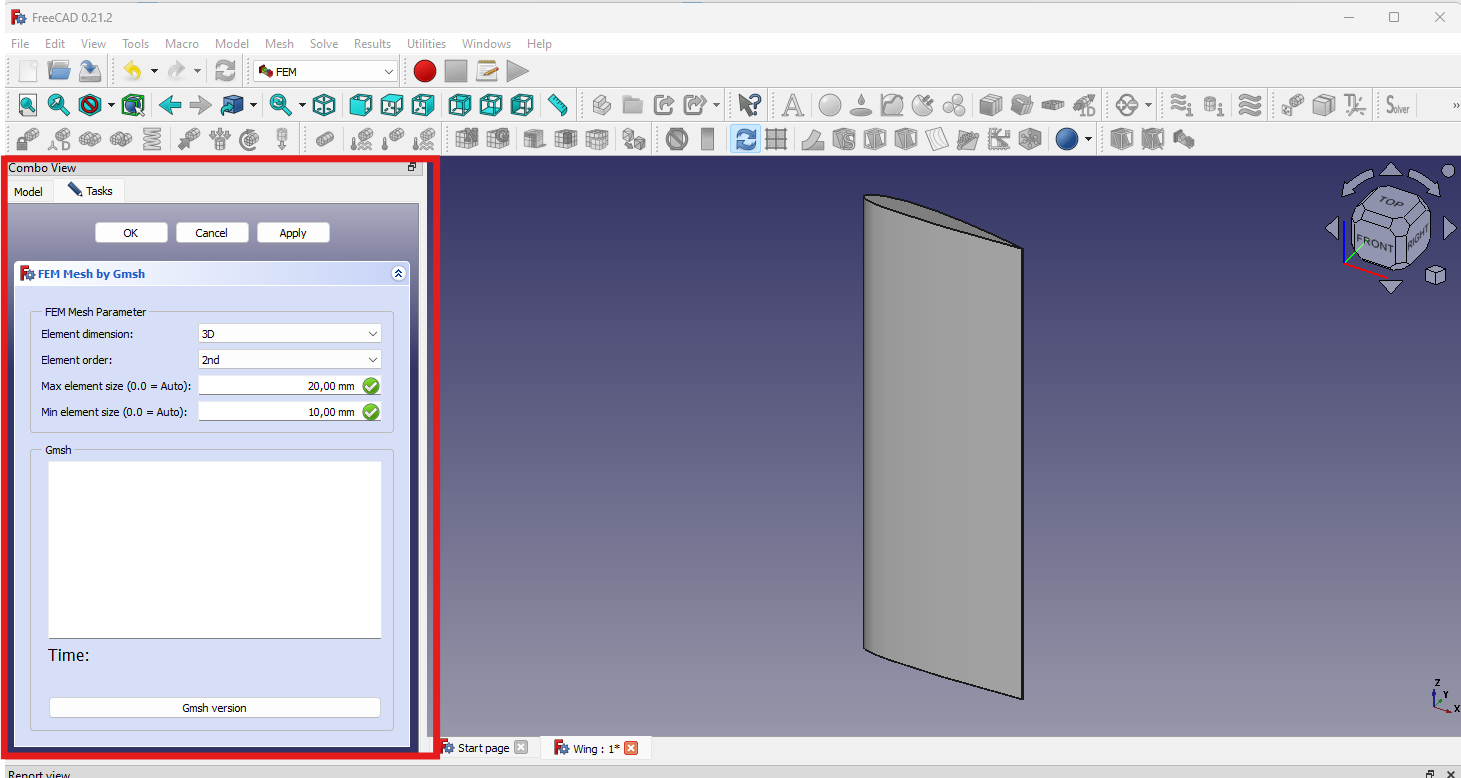 FreeCAD 0.21.2
File Edit View Tools Macro Model Mesh Solve Results Utilities Windows Help
FEM
Solver
Combo View
Model Tasks
OK Cancel Apply
FEM Mesh by Gmsh
FEM Mesh Parameter
Element dimension: 3D
Element order: 2nd
Max element size (0.0 = Auto): 20,00 mm
Min element size (0.0 = Auto): 10,00 mm
Gmsh
Time:
Gmsh version
TOP
FRONT
RIGHT
Z
Y
X
Start page Wing : 1*
Report view